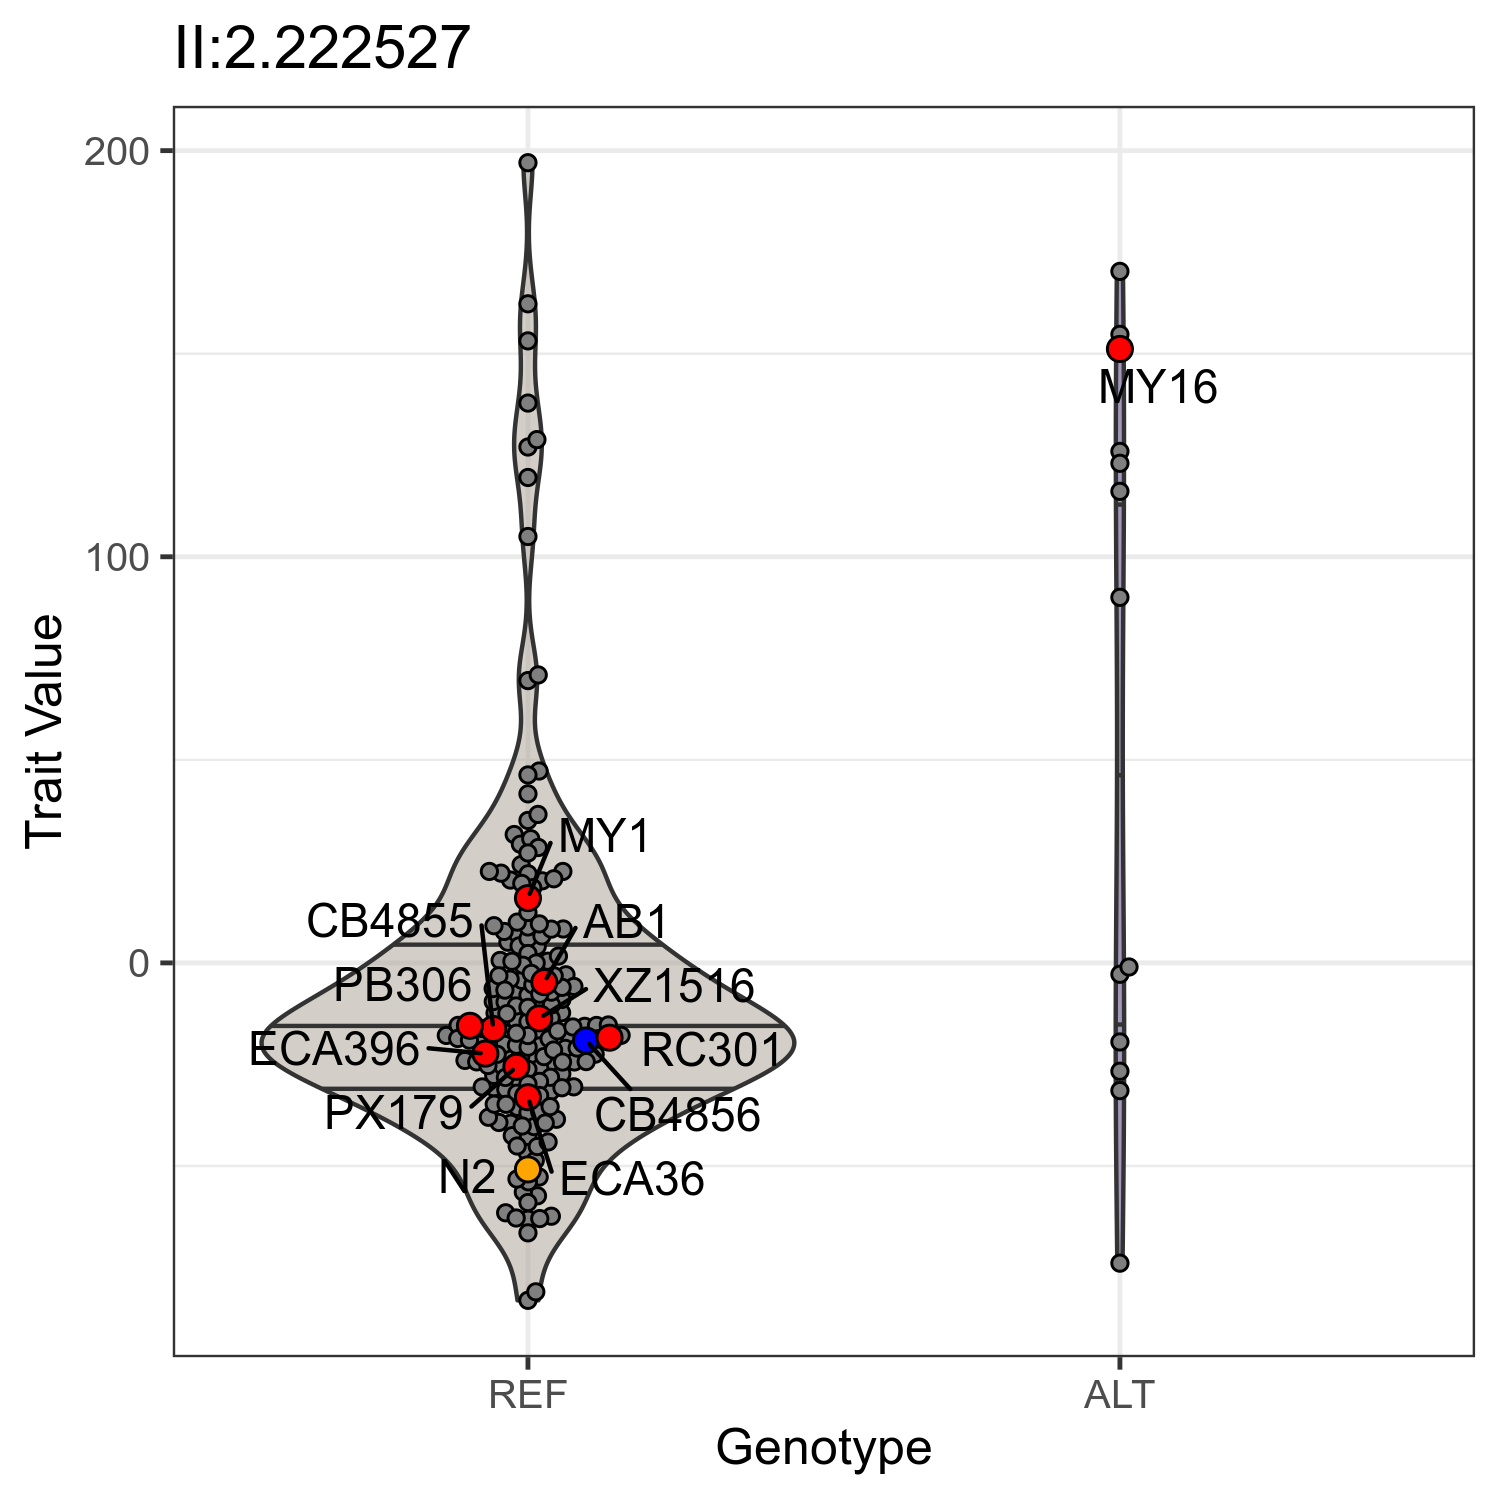 II:2.222527
200
100
0
Trait Value
MY16
MY1
CB4855
AB1
PB306
XZ1516
ECA396
RC301
PX179
CB4856
N2
ECA36
REF
ALT
Genotype